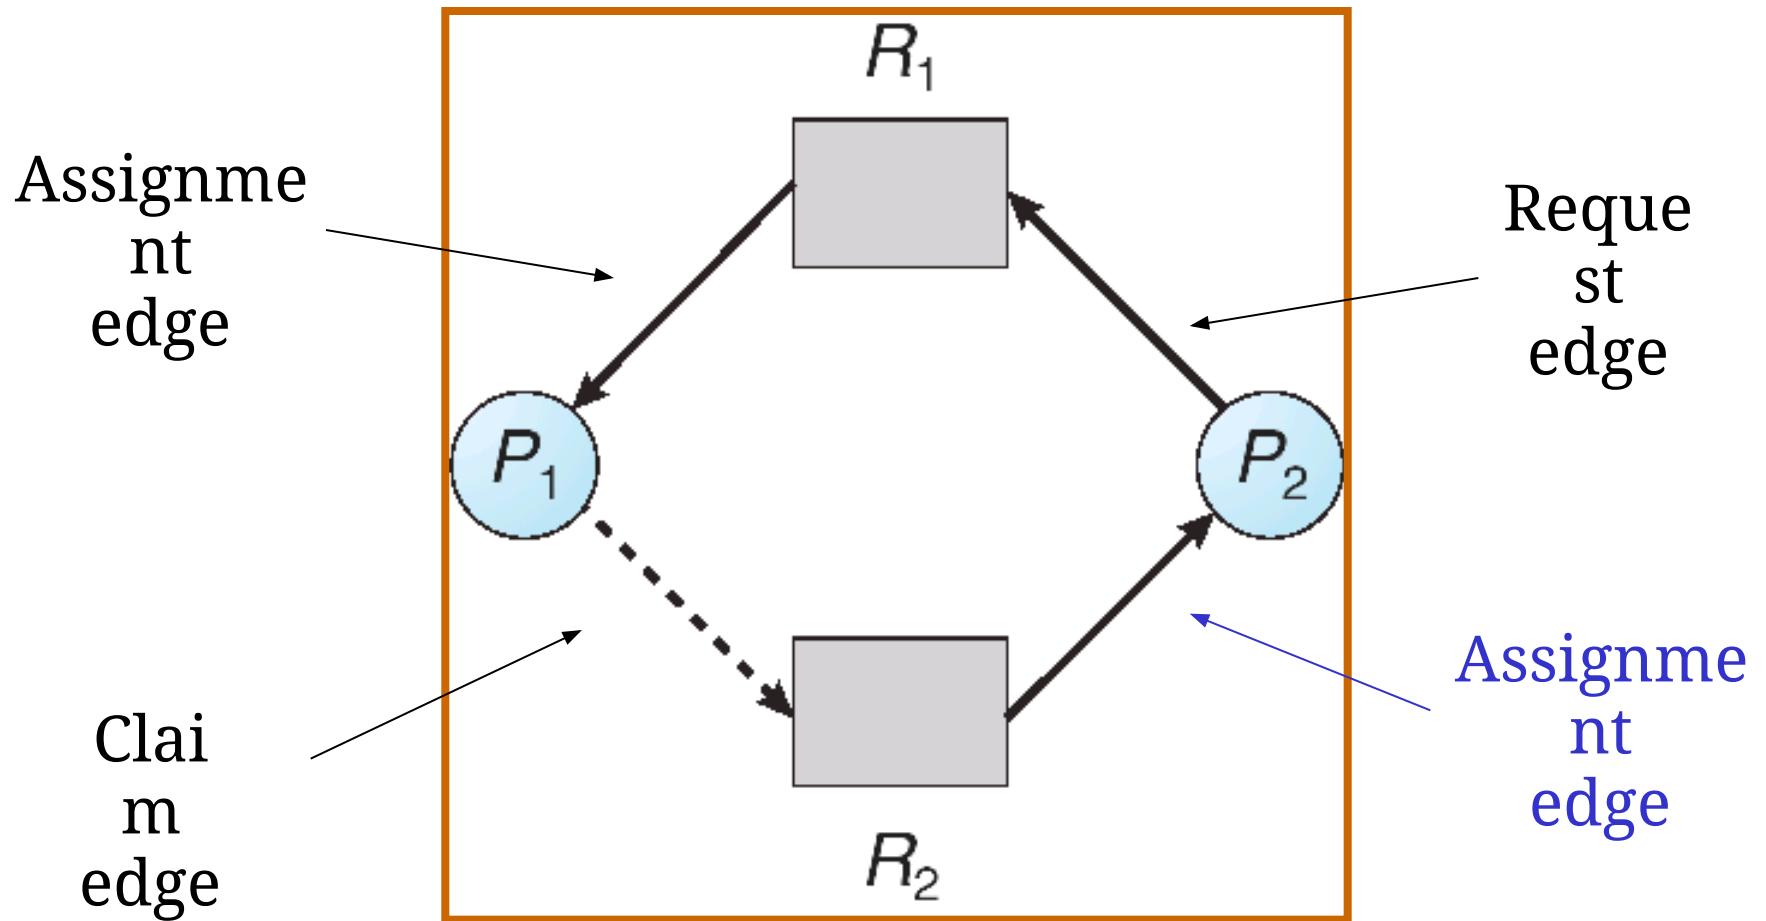 R1
Assignme
nt
edge
Reque
st
edge
P1
P2
Clai
m
edge
Assignme
nt
edge
R2